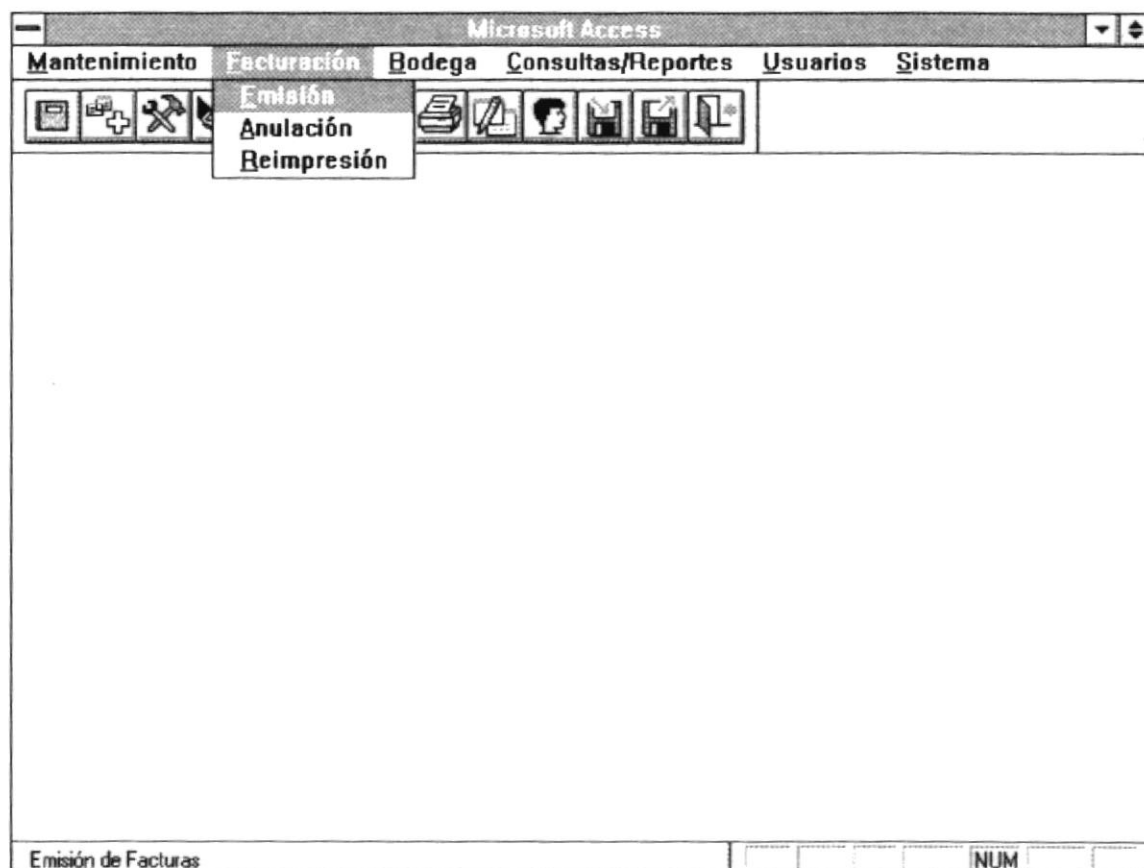 Microsoft Access
Mantenimiento Facturación Bodega Consultas/Reportes Usuarios Sistema
Emisión
Anulación
Reimpresión
Emisión de Facturas NUM